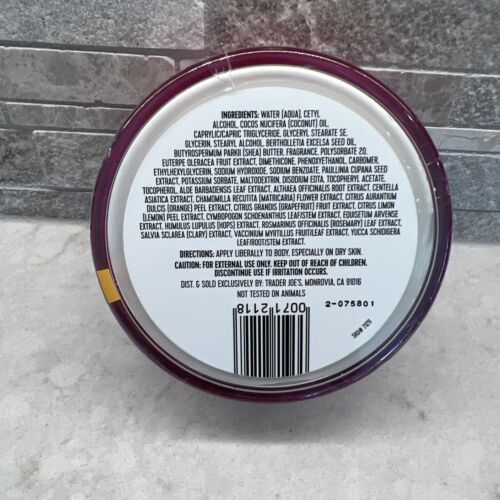 INGREDIENTS: WATER (AQUA), CETYL
ALCOHOL, COCOS NUCIFERA (COCONUT) OIL,
CAPRYLIC/CAPRIC TRIGLYCERIDE, GLYCERYL STEARATE SE,
GLYCERIN, STEARYL ALCOHOL, BERTHOLLETIA EXCELSA SEED OIL,
BUTYROSPERMUM PARKII (SHEA) BUTTER, FRAGRANCE, POLYSORBATE 20,
EUTERPE OLERACEA FRUIT EXTRACT, DIMETHICONE, PHENOXYETHANOL, CARBOMER,
ETHYLHEXYLGLYCERIN, SODIUM HYDROXIDE, SODIUM BENZOATE, PAULLINIA CUPANA SEED
EXTRACT, POTASSIUM SORBATE, MALTODEXTRIN, DISODIUM EDTA, TOCOPHERYL ACETATE,
TOCOPHEROL, ALOE BARBADENSIS LEAF EXTRACT, ALTHAEA OFFICINALIS ROOT EXTRACT, CENTELLA
ASIATICA EXTRACT, CHAMOMILLA RECUTITA (MATRICARIA) FLOWER EXTRACT, CITRUS AURANTIUM
DULCIS (ORANGE) PEEL EXTRACT, CITRUS GRANDIS (GRAPEFRUIT) FRUIT EXTRACT, CITRUS LEMON
(LEMON) PEEL EXTRACT, CYMBOPOGON SCHOENANTHUS LEAF/STEM EXTRACT, EQUISETUM ARVENSE
EXTRACT, HUMULUS LUPULUS (HOPS) EXTRACT, ROSMARINUS OFFICINALIS (ROSEMARY) LEAF EXTRACT,
SALVIA SCLAREA (CLARY) EXTRACT, VACCINIUM MYRTILLUS FRUIT/LEAF EXTRACT, YUCCA SCHIDIGERA
LEAF/ROOT/STEM EXTRACT.
DIRECTIONS: APPLY LIBERALLY TO BODY, ESPECIALLY ON DRY SKIN.
CAUTION: FOR EXTERNAL USE ONLY. KEEP OUT OF REACH OF CHILDREN.
DISCONTINUE USE IF IRRITATION OCCURS.
DIST. & SOLD EXCLUSIVELY BY: TRADER JOE'S, MONROVIA, CA 91016
NOT TESTED ON ANIMALS
2-075801
0071 2118
SKU# 71211